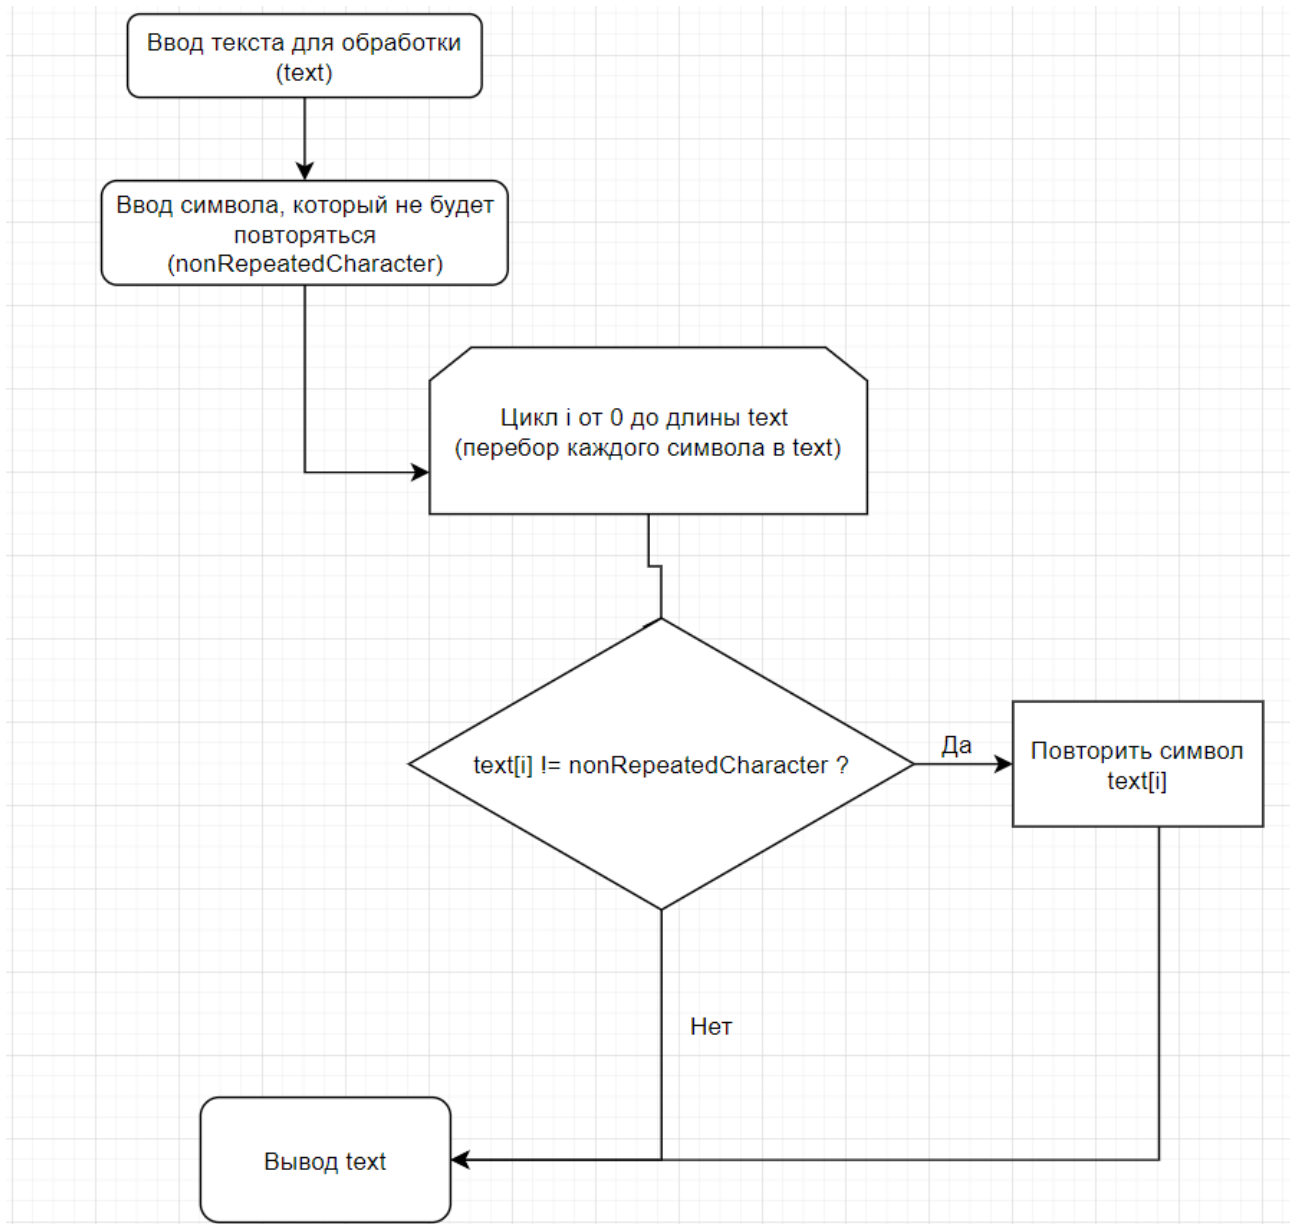 Ввод текста для обработки
(text)
Ввод символа, который не будет
повторяться
(nonRepeatedCharacter)
Цикл i от 0 до длины text
(перебор каждого символа в text)
text[i] != nonRepeatedCharacter ?
Да
Повторить символ
text[i]
Нет
Вывод text